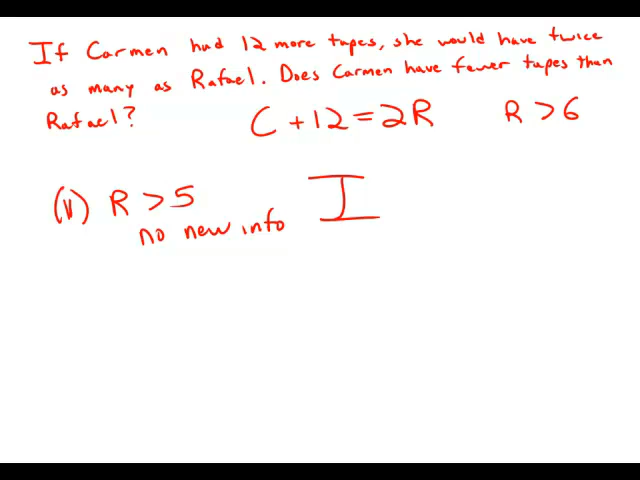 If Carmen had 12 more tapes, she would have twice
as many as Rafael. Does Carmen have fewer tapes than
Rafael?
C + 12 = 2R
R > 6
(1) R > 5
I
no new info